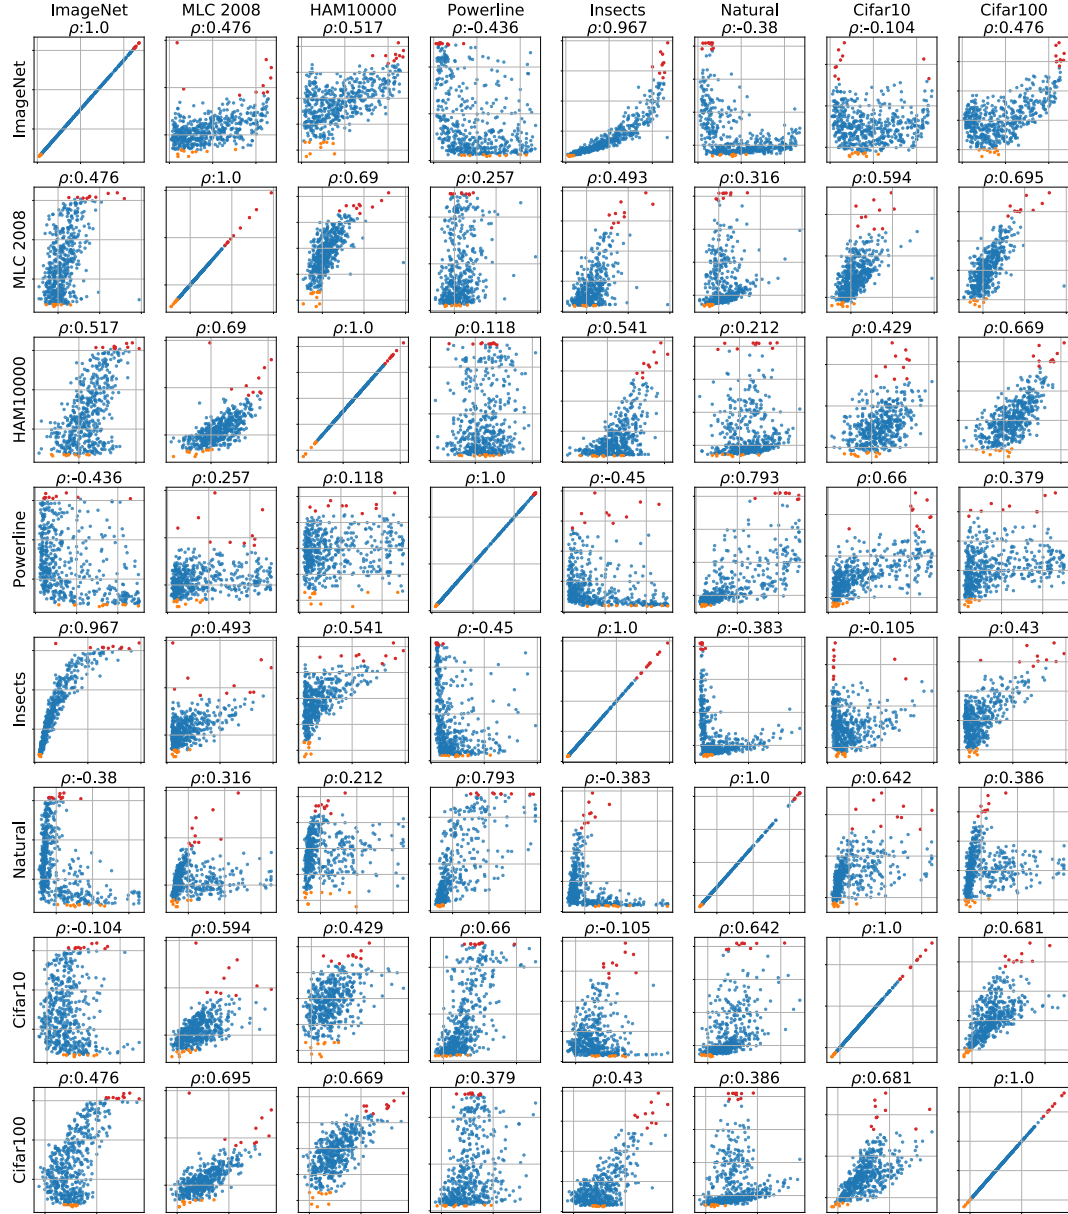 ImageNet MLC 2008 HAM10000 Powerline Insects Natural Cifar10 Cifar100
ρ:1.0 ρ:0.476 ρ:0.517 ρ:-0.436 ρ:0.967 ρ:-0.38 ρ:-0.104 ρ:0.476
ImageNet
ρ:0.476 ρ:1.0 ρ:0.69 ρ:0.257 ρ:0.493 ρ:0.316 ρ:0.594 ρ:0.695
MLC 2008
ρ:0.517 ρ:0.69 ρ:1.0 ρ:0.118 ρ:0.541 ρ:0.212 ρ:0.429 ρ:0.669
HAM10000
ρ:-0.436 ρ:0.257 ρ:0.118 ρ:1.0 ρ:-0.45 ρ:0.793 ρ:0.66 ρ:0.379
Powerline
ρ:0.967 ρ:0.493 ρ:0.541 ρ:-0.45 ρ:1.0 ρ:-0.383 ρ:-0.105 ρ:0.43
Insects
ρ:-0.38 ρ:0.316 ρ:0.212 ρ:0.793 ρ:-0.383 ρ:1.0 ρ:0.642 ρ:0.386
Natural
ρ:-0.104 ρ:0.594 ρ:0.429 ρ:0.66 ρ:-0.105 ρ:0.642 ρ:1.0 ρ:0.681
Cifar10
ρ:0.476 ρ:0.695 ρ:0.669 ρ:0.379 ρ:0.43 ρ:0.386 ρ:0.681 ρ:1.0
Cifar100